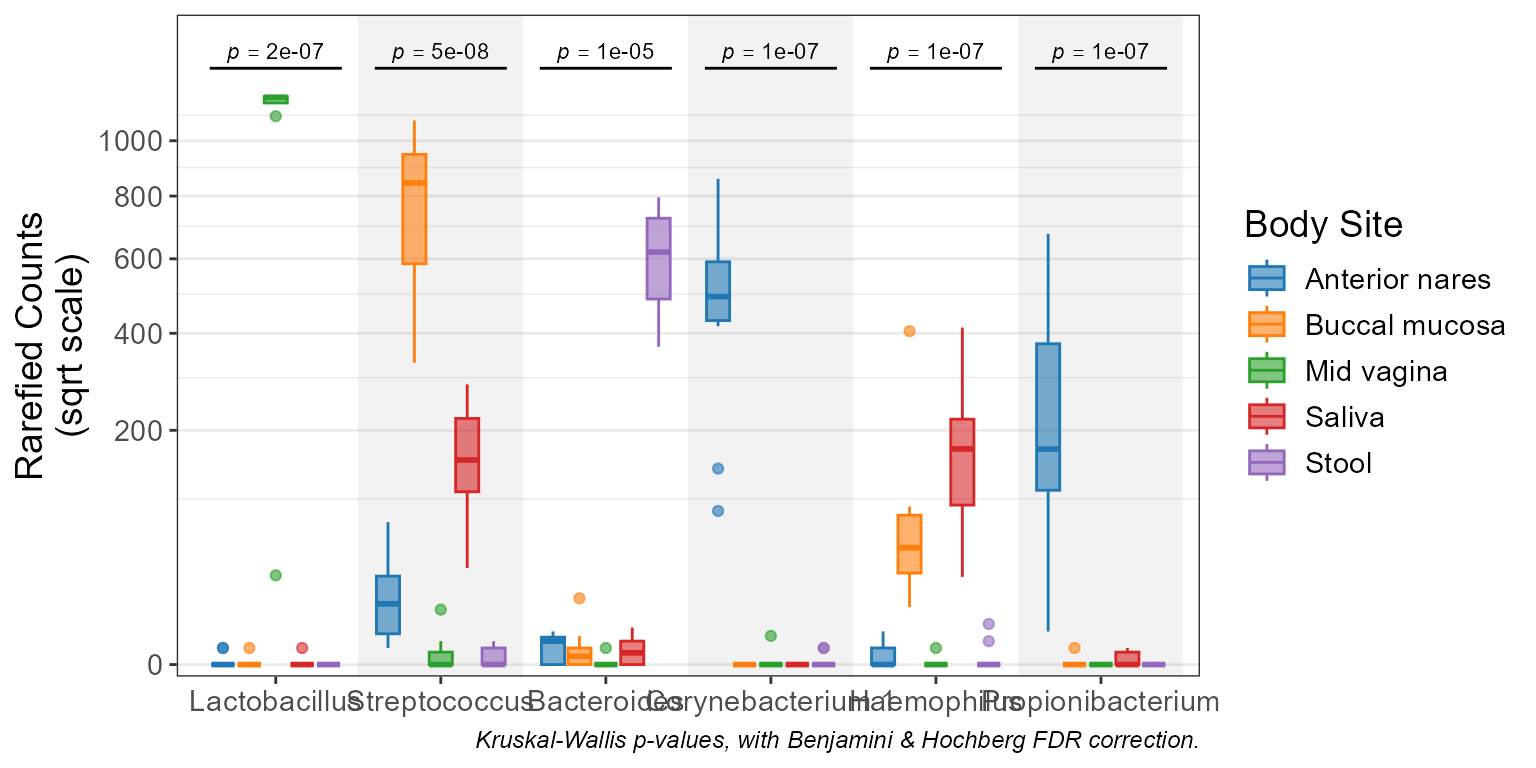 p = 2e-07 p = 5e-08 p = 1e-05 p = 1e-07 p = 1e-07 p = 1e-07
1000
800
600
400
200
0
Rarefied Counts
(sqrt scale)
Lactobacillus Streptococcus Bacteroides Corynebacterium 1 Haemophilus Propionibacterium
Kruskal-Wallis p-values, with Benjamini & Hochberg FDR correction.
Body Site
Anterior nares
Buccal mucosa
Mid vagina
Saliva
Stool